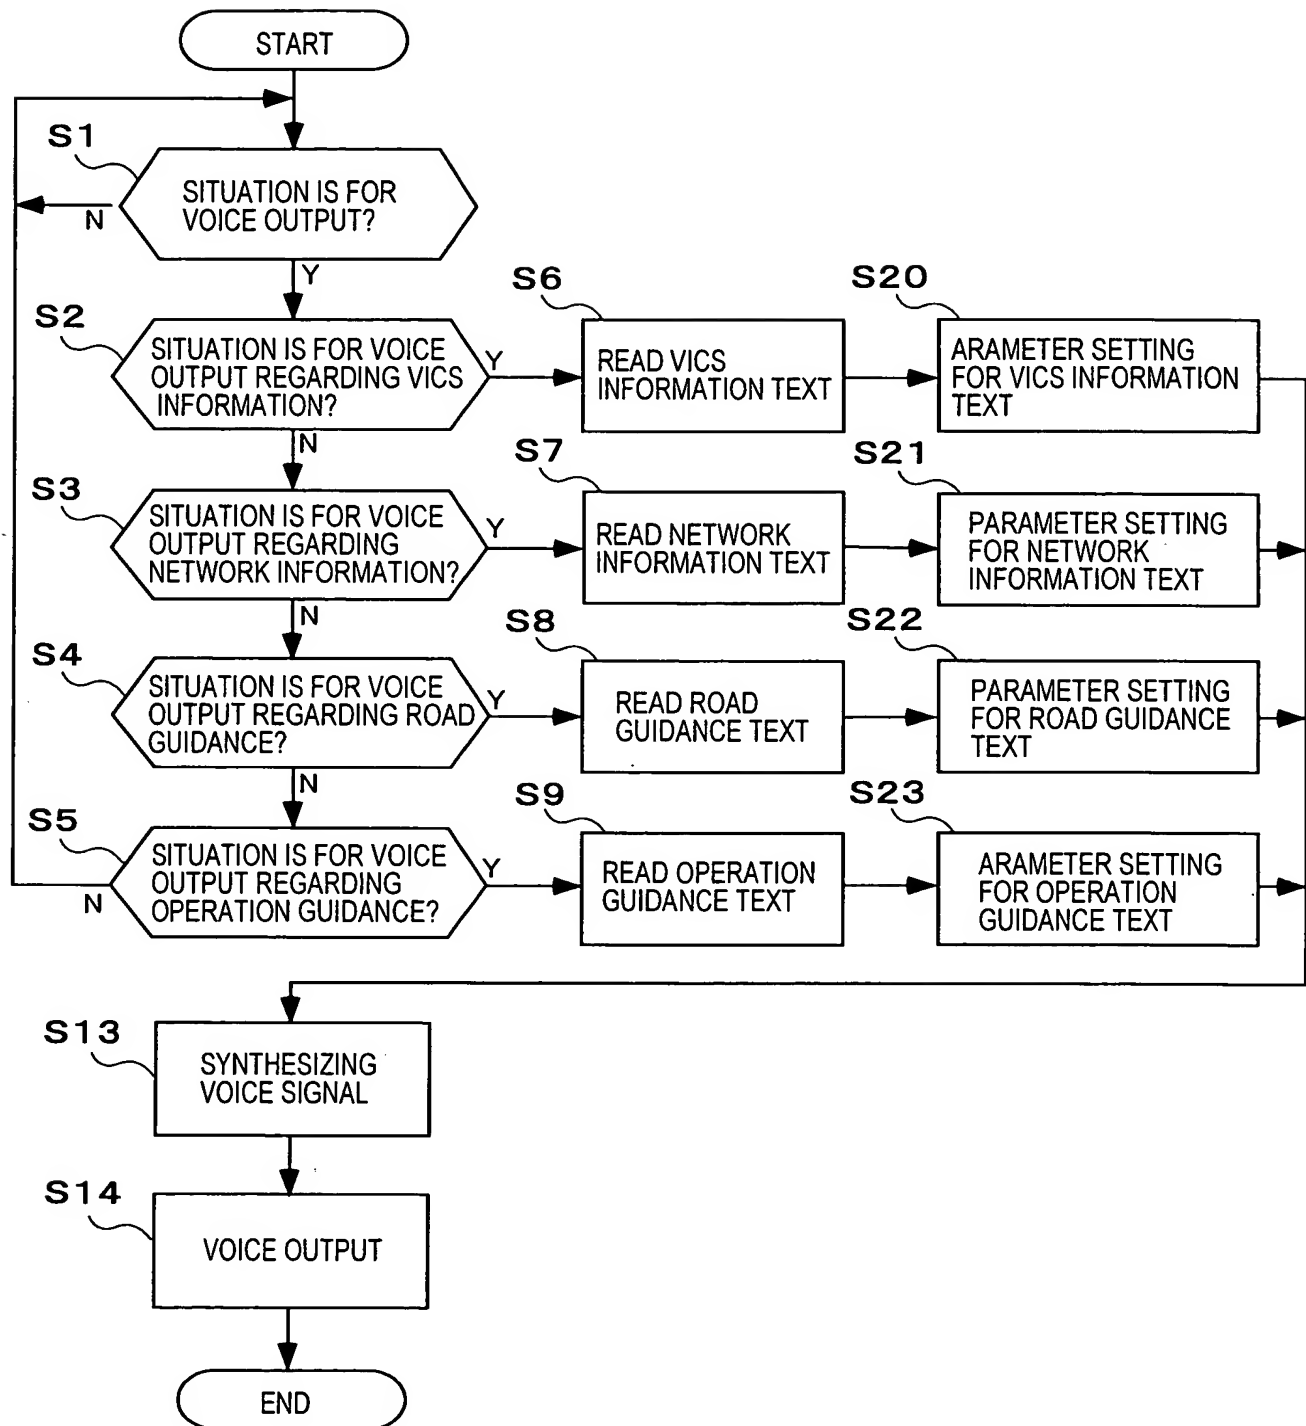 START
S1
SITUATION IS FOR
VOICE OUTPUT?
N
Y
S2
SITUATION IS FOR VOICE
OUTPUT REGARDING VICS
INFORMATION?
Y
N
S6
READ VICS
INFORMATION TEXT
S20
ARAMETER SETTING
FOR VICS INFORMATION
TEXT
S3
SITUATION IS FOR VOICE
OUTPUT REGARDING
NETWORK INFORMATION?
Y
N
S7
READ NETWORK
INFORMATION TEXT
S21
PARAMETER SETTING
FOR NETWORK
INFORMATION TEXT
S4
SITUATION IS FOR VOICE
OUTPUT REGARDING ROAD
GUIDANCE?
Y
N
S8
READ ROAD
GUIDANCE TEXT
S22
PARAMETER SETTING
FOR ROAD GUIDANCE
TEXT
S5
SITUATION IS FOR VOICE
OUTPUT REGARDING
OPERATION GUIDANCE?
Y
N
S9
READ OPERATION
GUIDANCE TEXT
S23
ARAMETER SETTING
FOR OPERATION
GUIDANCE TEXT
S13
SYNTHESIZING
VOICE SIGNAL
S14
VOICE OUTPUT
END